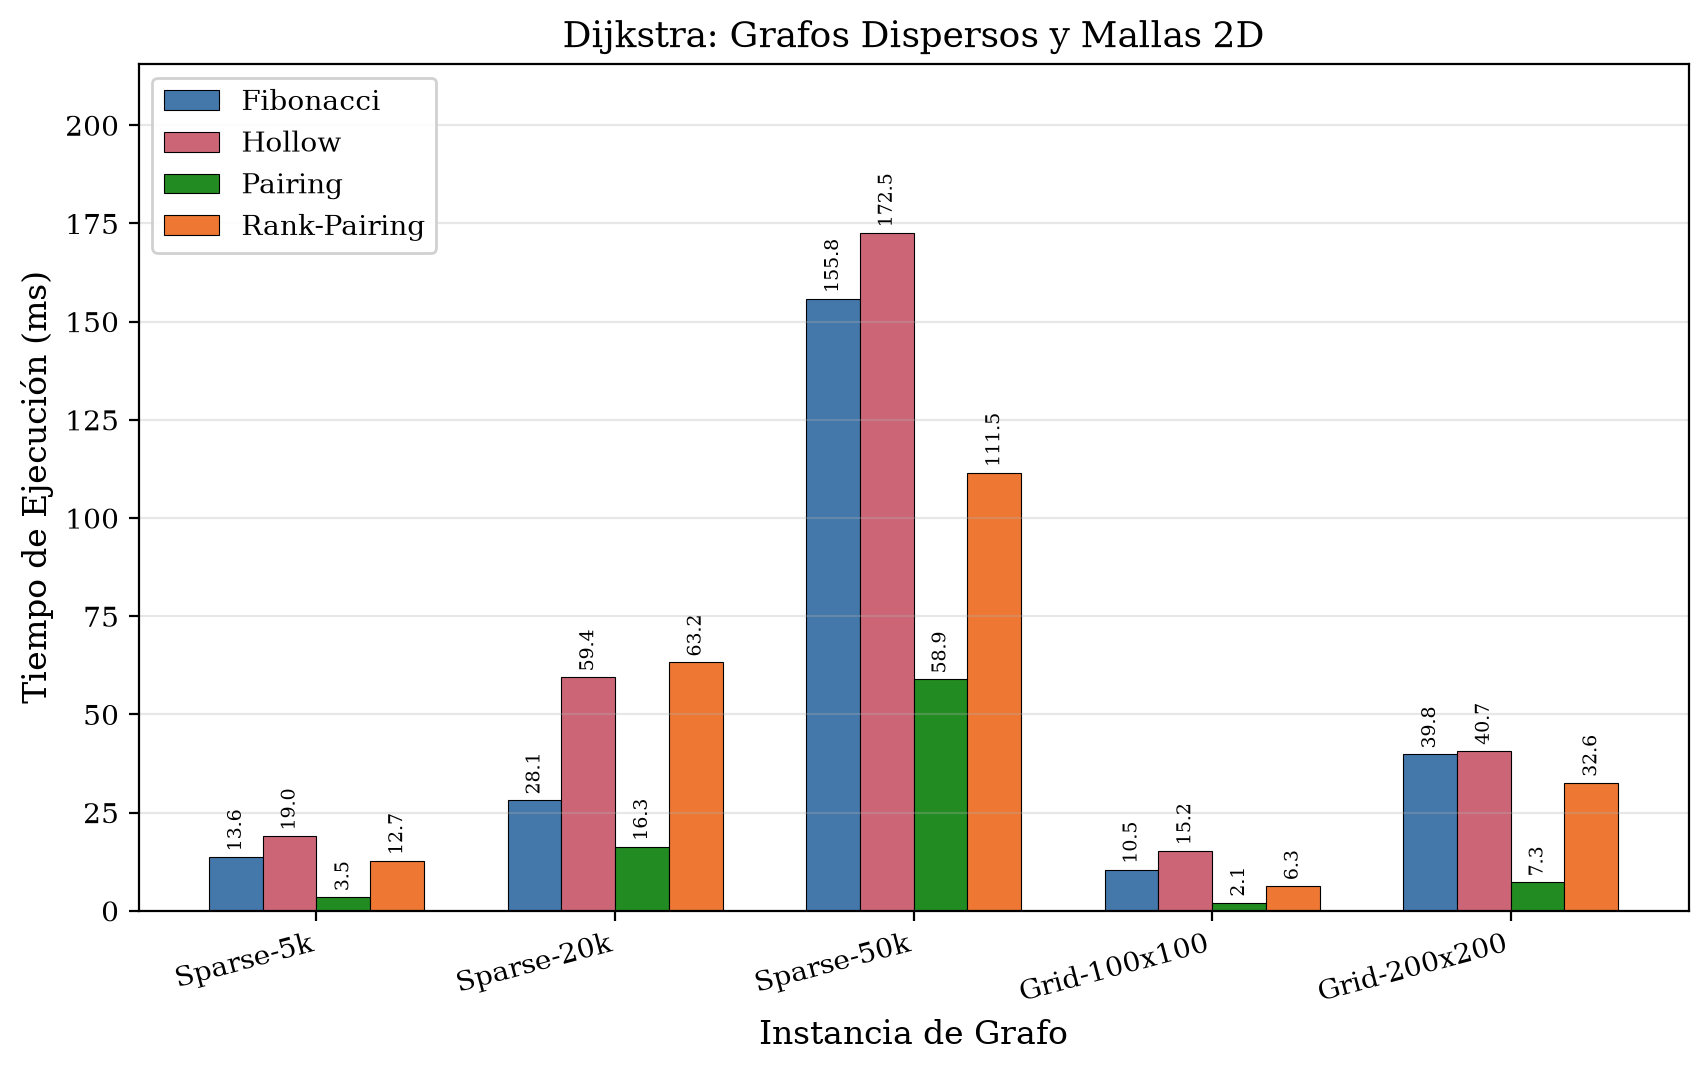 Dijkstra: Grafos Dispersos y Mallas 2D
Fibonacci
Hollow
Pairing
Rank-Pairing
Tiempo de Ejecución (ms)
200
175
150
125
100
75
50
25
0
13.6
19.0
3.5
12.7
28.1
59.4
16.3
63.2
155.8
172.5
58.9
111.5
10.5
15.2
2.1
6.3
39.8
40.7
7.3
32.6
Sparse-5k
Sparse-20k
Sparse-50k
Grid-100x100
Grid-200x200
Instancia de Grafo